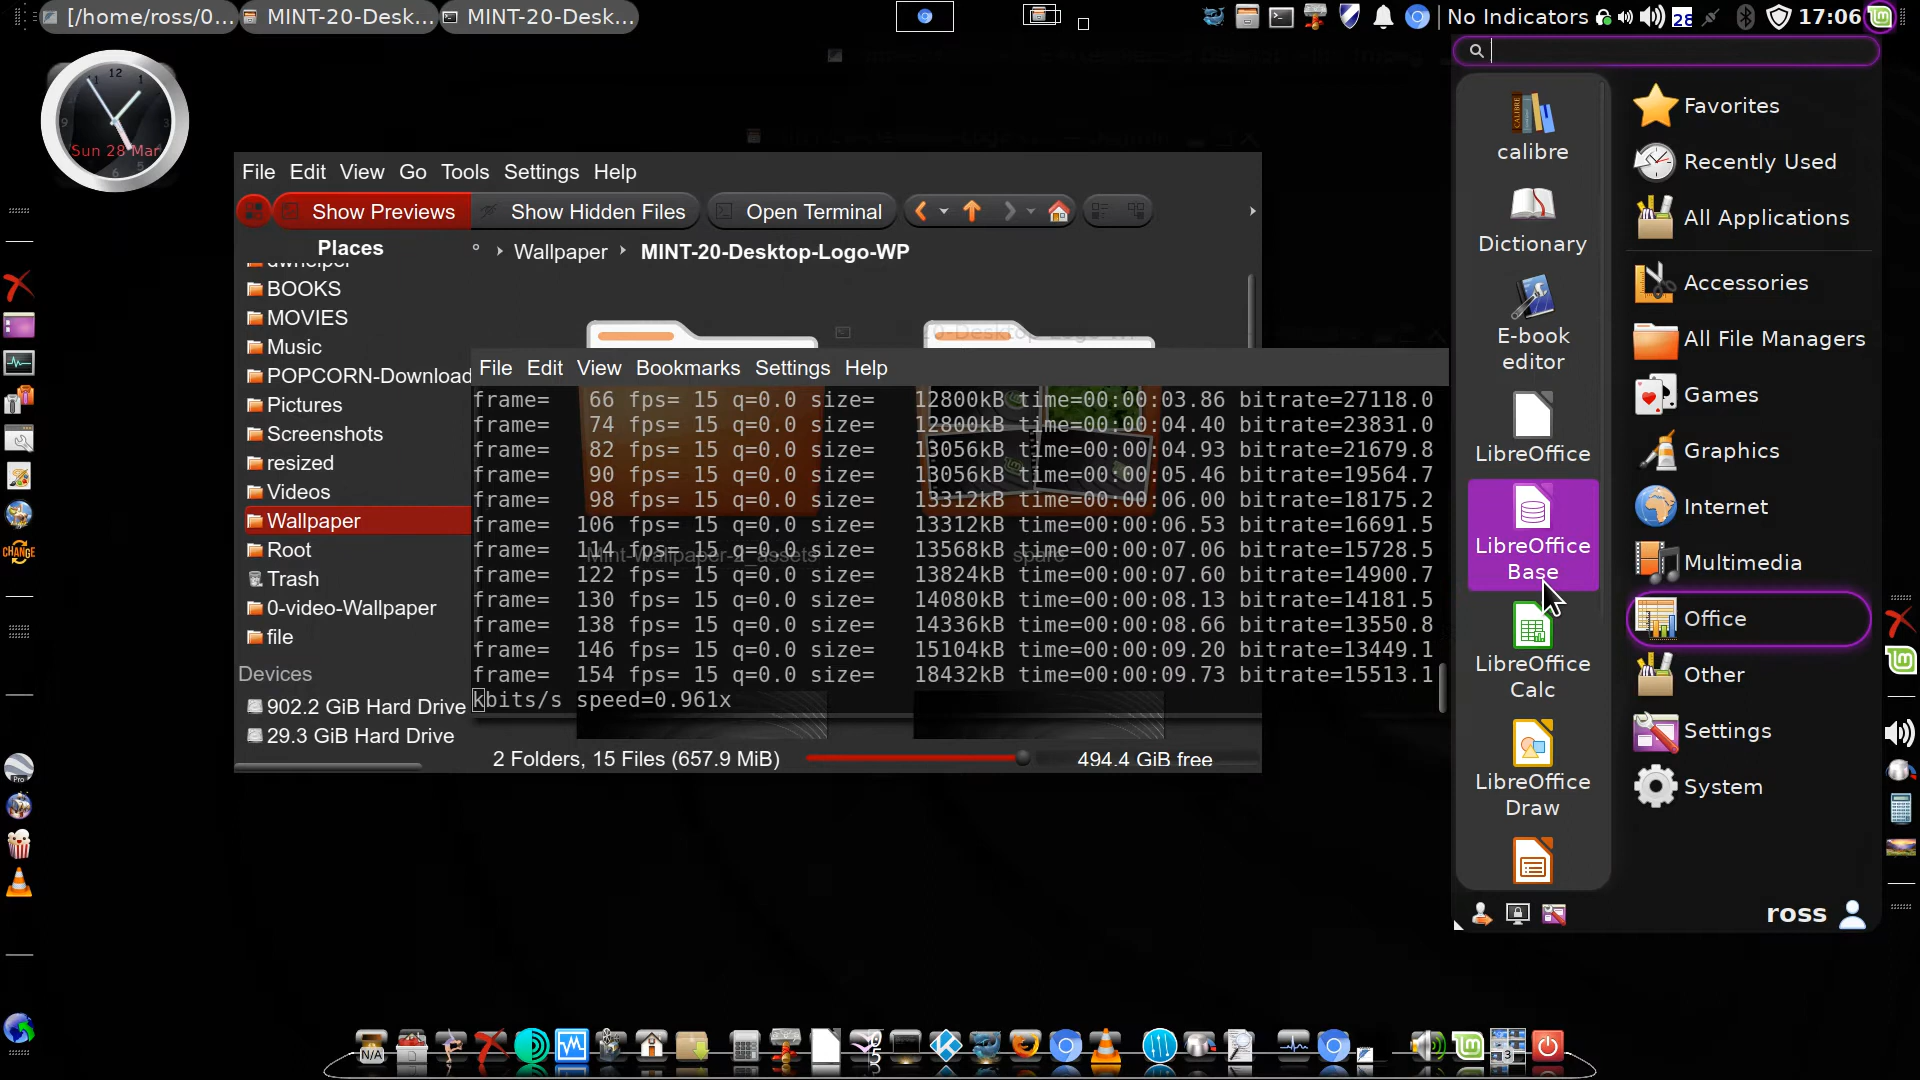 [/home/ross/0...
MINT-20-Desk...
MINT-20-Desk...
No Indicators
28
17:06
12
3
6
9
Sun 28 Mar
File Edit View Go Tools Settings Help
Show Previews
Show Hidden Files
Open Terminal
Places
Wallpaper
MINT-20-Desktop-Logo-WP
BOOKS
MOVIES
Music
POPCORN-Download
Pictures
Screenshots
resized
Videos
Wallpaper
Root
Trash
0-video-Wallpaper
file
Devices
902.2 GiB Hard Drive
29.3 GiB Hard Drive
Mint-Wallpaper-2_assets
spare
2 Folders, 15 Files (657.9 MiB)
494.4 GiB free
File Edit View Bookmarks Settings Help
frame= 66 fps= 15 q=0.0 size= 12800kB time=00:00:03.86 bitrate=27118.0
frame= 74 fps= 15 q=0.0 size= 12800kB time=00:00:04.40 bitrate=23831.0
frame= 82 fps= 15 q=0.0 size= 13056kB time=00:00:04.93 bitrate=21679.8
frame= 90 fps= 15 q=0.0 size= 13056kB time=00:00:05.46 bitrate=19564.7
frame= 98 fps= 15 q=0.0 size= 13312kB time=00:00:06.00 bitrate=18175.2
frame= 106 fps= 15 q=0.0 size= 13312kB time=00:00:06.53 bitrate=16691.5
frame= 114 fps= 15 q=0.0 size= 13568kB time=00:00:07.06 bitrate=15728.5
frame= 122 fps= 15 q=0.0 size= 13824kB time=00:00:07.60 bitrate=14900.7
frame= 130 fps= 15 q=0.0 size= 14080kB time=00:00:08.13 bitrate=14181.5
frame= 138 fps= 15 q=0.0 size= 14336kB time=00:00:08.66 bitrate=13550.8
frame= 146 fps= 15 q=0.0 size= 15104kB time=00:00:09.20 bitrate=13449.1
frame= 154 fps= 15 q=0.0 size= 18432kB time=00:00:09.73 bitrate=15513.1
kbits/s speed=0.961x
calibre
Dictionary
E-book
editor
LibreOffice
LibreOffice
Base
LibreOffice
Calc
LibreOffice
Draw
Favorites
Recently Used
All Applications
Accessories
All File Managers
Games
Graphics
Internet
Multimedia
Office
Other
Settings
System
ross
CHANGE
Pro
N/A
3